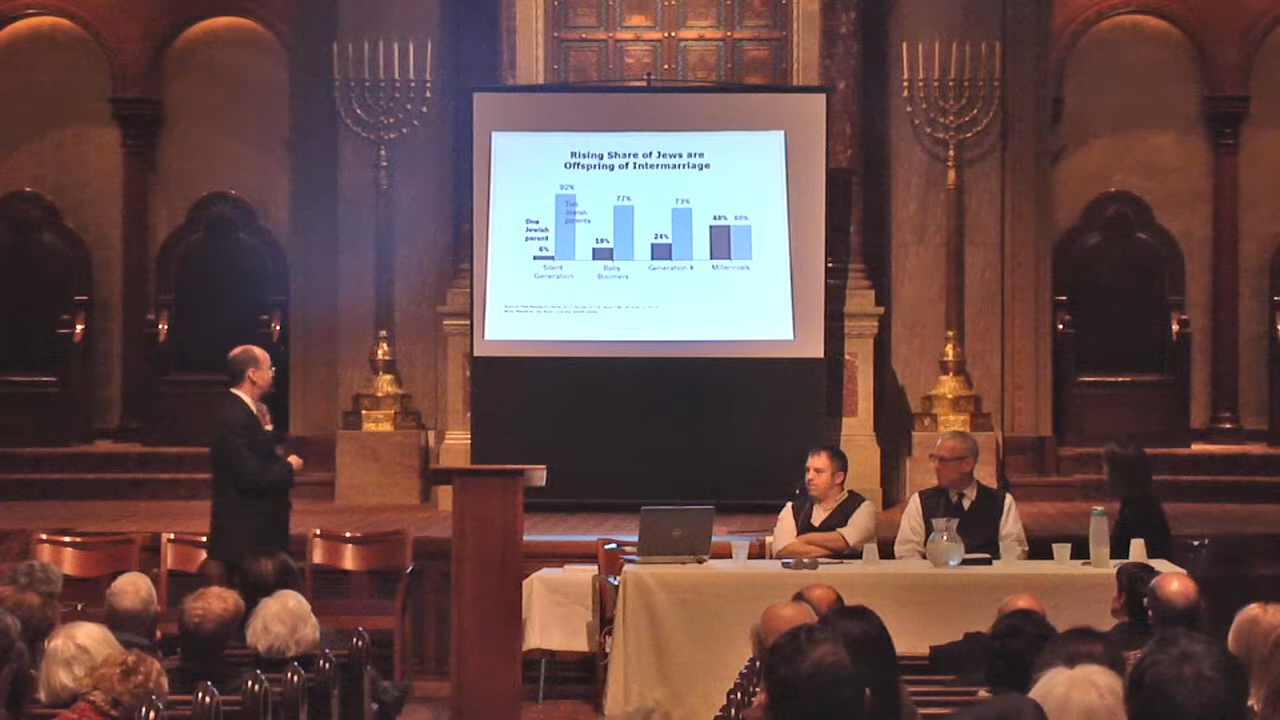 Rising Share of Jews are
Offspring of Intermarriage
92%
Two
Jewish
parents
77%
73%
48% 48%
One
Jewish
parent
6%
18%
24%
Silent
Generation
Baby
Boomers
Generation X
Millennials